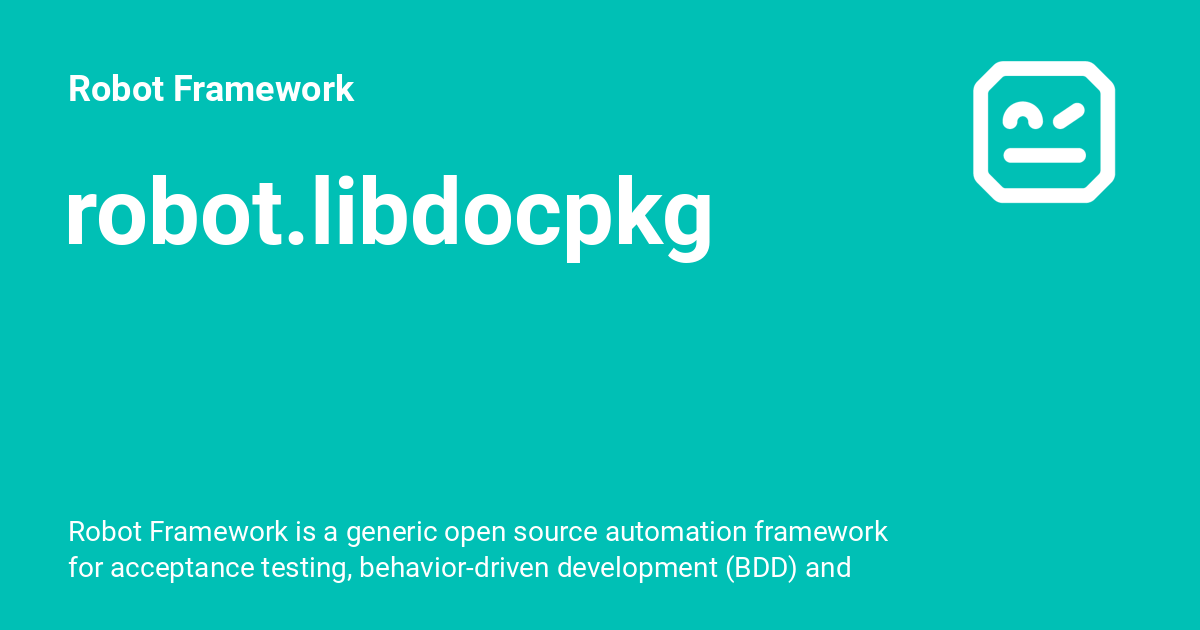 Robot Framework
robot.libdocpkg
Robot Framework is a generic open source automation framework
for acceptance testing, behavior-driven development (BDD) and